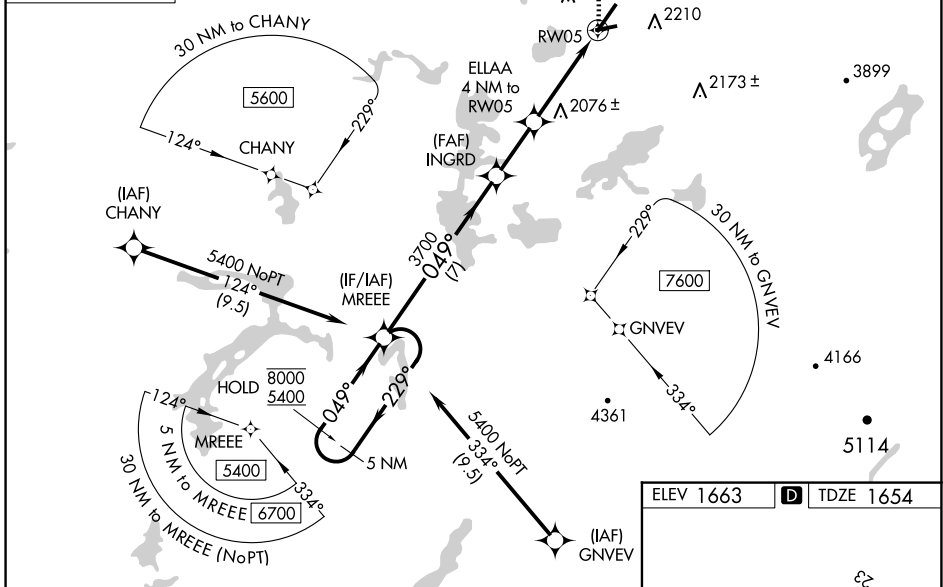 30 NM to CHANY
5600
124°
229°
CHANY
RW05
2210
ELLAA
4 NM to
RW05
2076 ±
2173 ±
3899
(FAF)
INGRD
(IAF)
CHANY
5400 NoPT
124°
(9.5)
3700
049°
(7)
(IF/IAF)
MREEE
229°
30 NM to GNVEV
7600
GNVEV
334°
4166
4361
5114
HOLD
8000
5400
049°
229°
5 NM
124°
MREEE
5400
334°
5 NM to MREEE
6700
30 NM to MREEE (NoPT)
5400 NoPT
334°
(9.5)
(IAF)
GNVEV
ELEV 1663
D
TDZE 1654
23